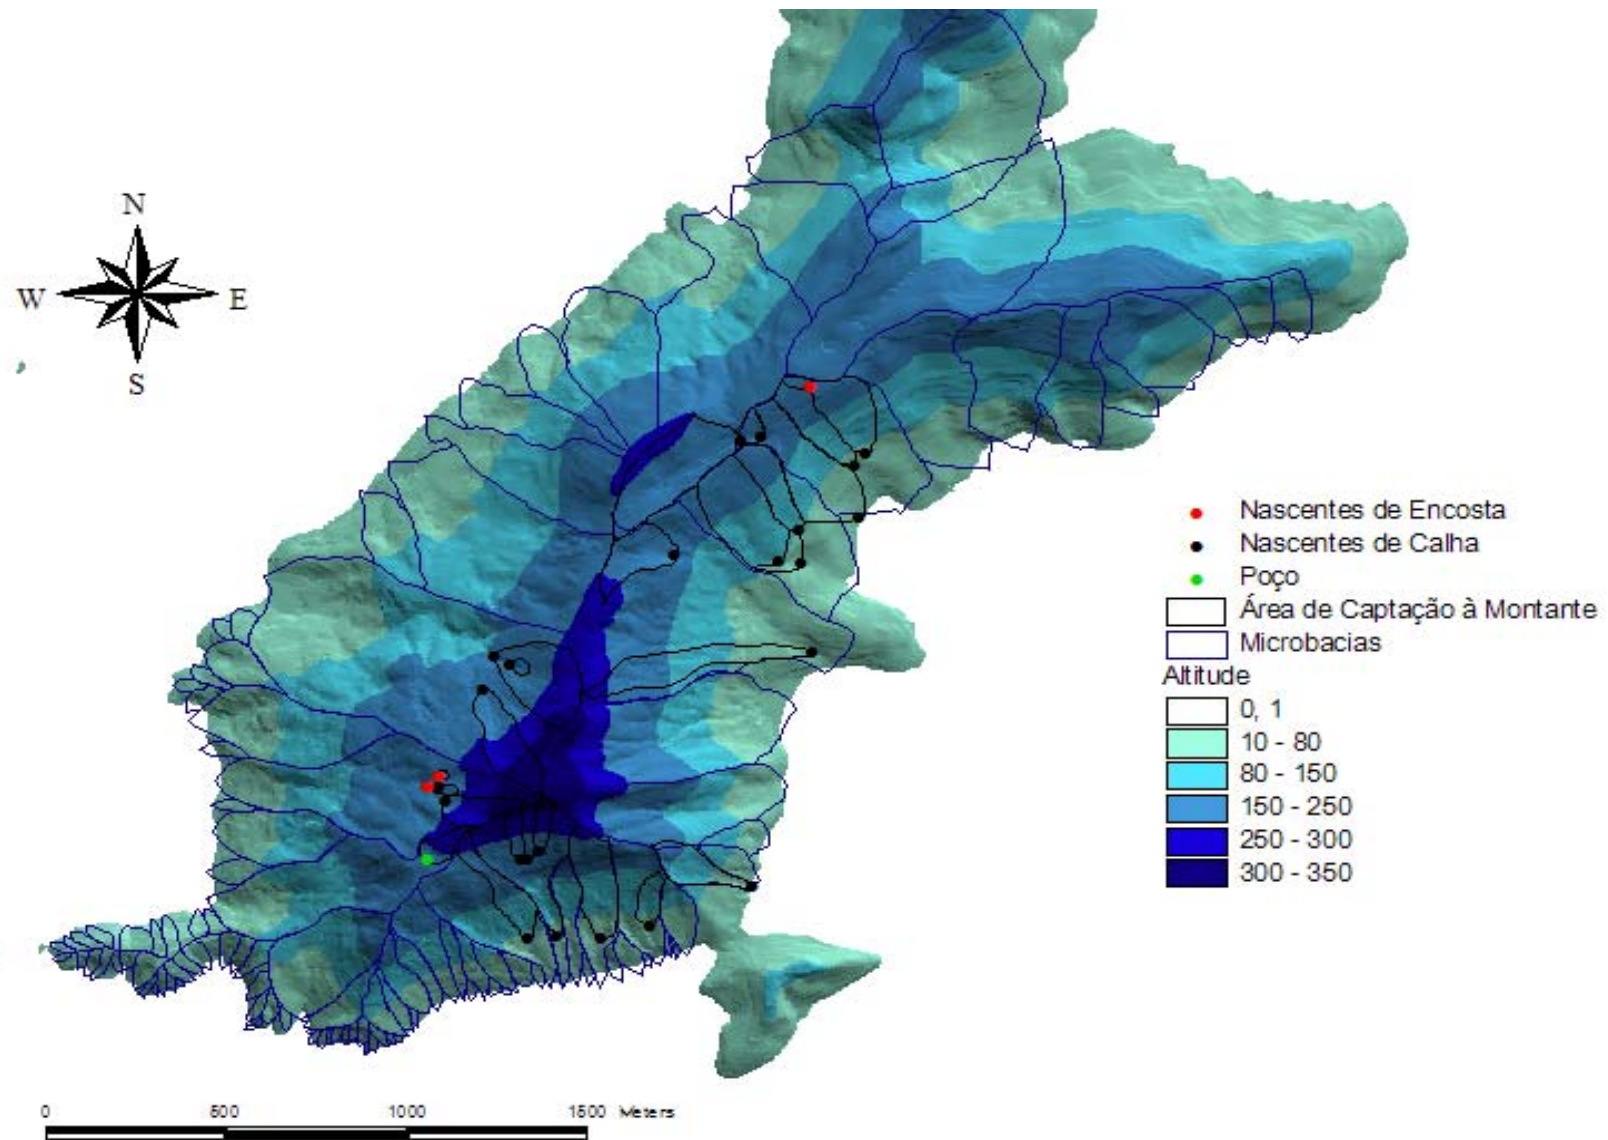 N
W E
S
Nascentes de Encosta
Nascentes de Calha
Poço
Área de Captação à Montante
Microbacias
Altitude
0, 1
10 - 80
80 - 150
150 - 250
250 - 300
300 - 350
0 500 1000 1500 Meters